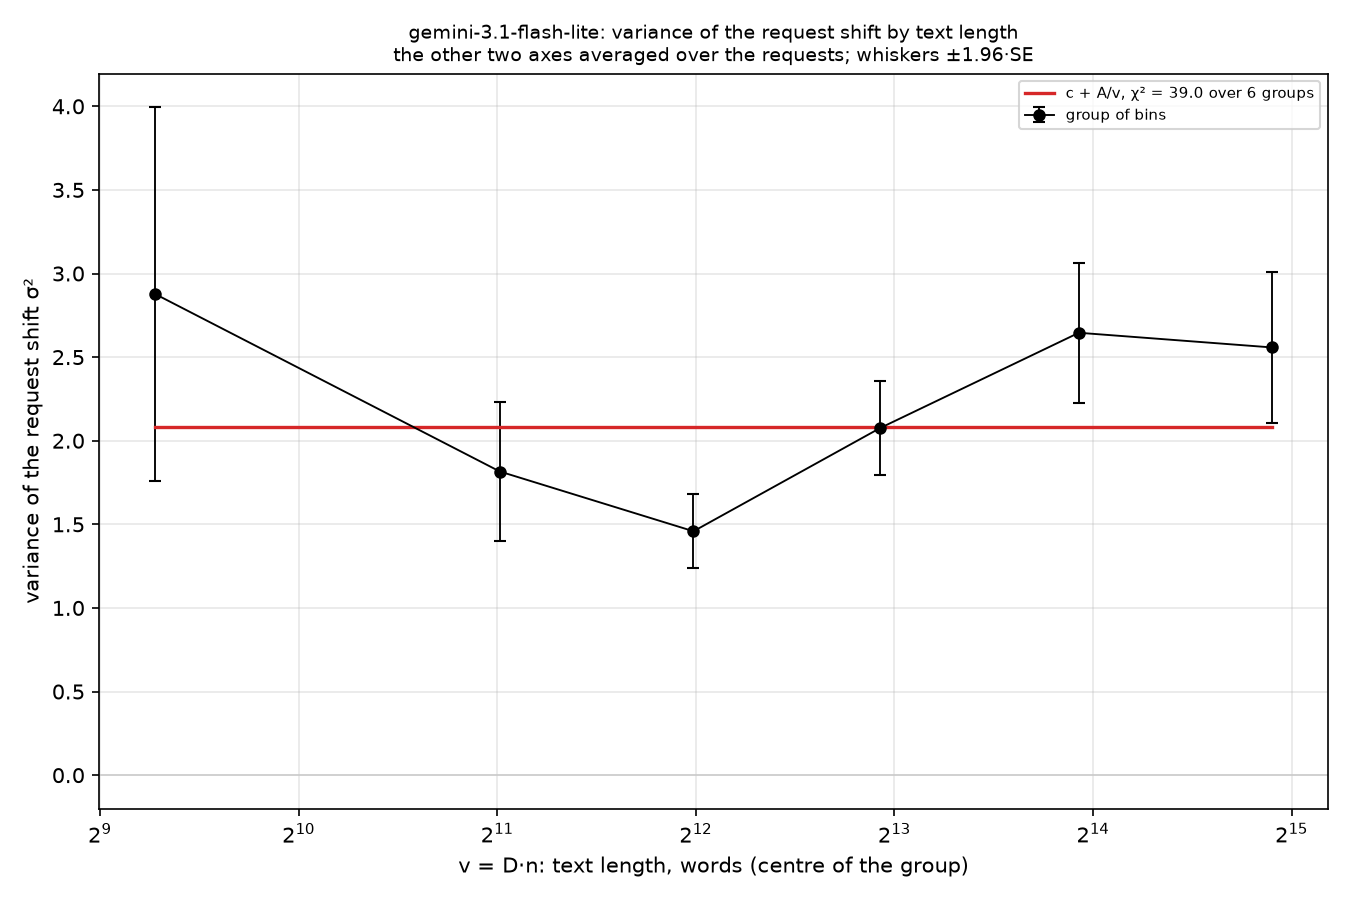 gemini-3.1-flash-lite: variance of the request shift by text length
the other two axes averaged over the requests; whiskers ±1.96·SE
c + A/v, χ² = 39.0 over 6 groups
group of bins
variance of the request shift σ²
4.0
3.5
3.0
2.5
2.0
1.5
1.0
0.5
0.0
2⁹ 2¹⁰ 2¹¹ 2¹² 2¹³ 2¹⁴ 2¹⁵
v = D·n: text length, words (centre of the group)